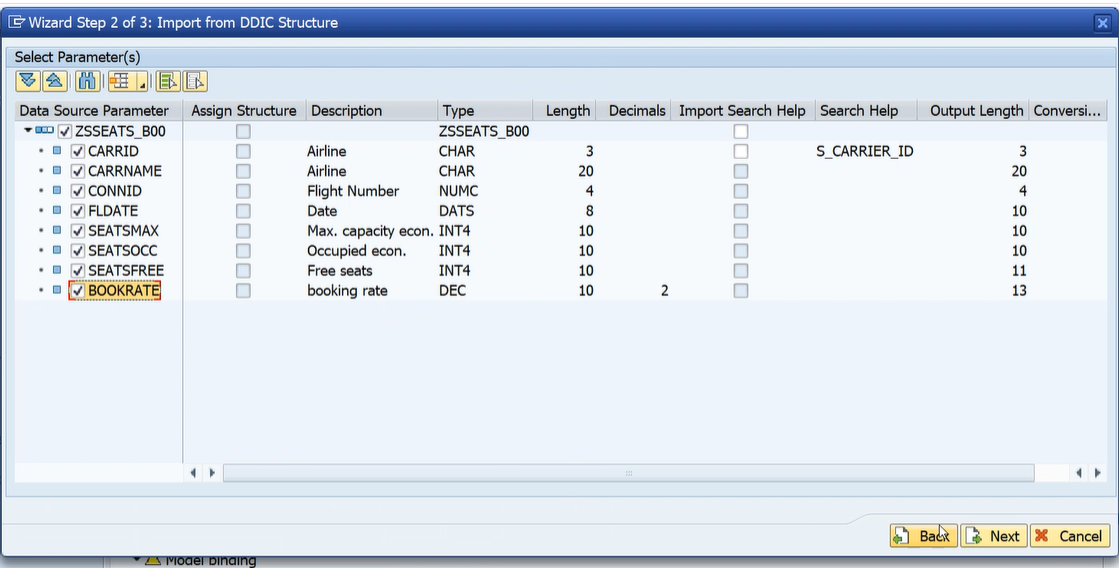 Wizard Step 2 of 3: Import from DDIC Structure
Select Parameter(s)
Data Source Parameter Assign Structure Description Type Length Decimals Import Search Help Search Help Output Length Conversi...
ZSSEATS_B00 ZSSEATS_B00
CARRID Airline CHAR 3 S_CARRIER_ID 3
CARRNAME Airline CHAR 20 20
CONNID Flight Number NUMC 4 4
FLDATE Date DATS 8 10
SEATSMAX Max. capacity econ. INT4 10 10
SEATSOCC Occupied econ. INT4 10 10
SEATSFREE Free seats INT4 10 11
BOOKRATE booking rate DEC 10 2 13
Back Next Cancel
Model binding